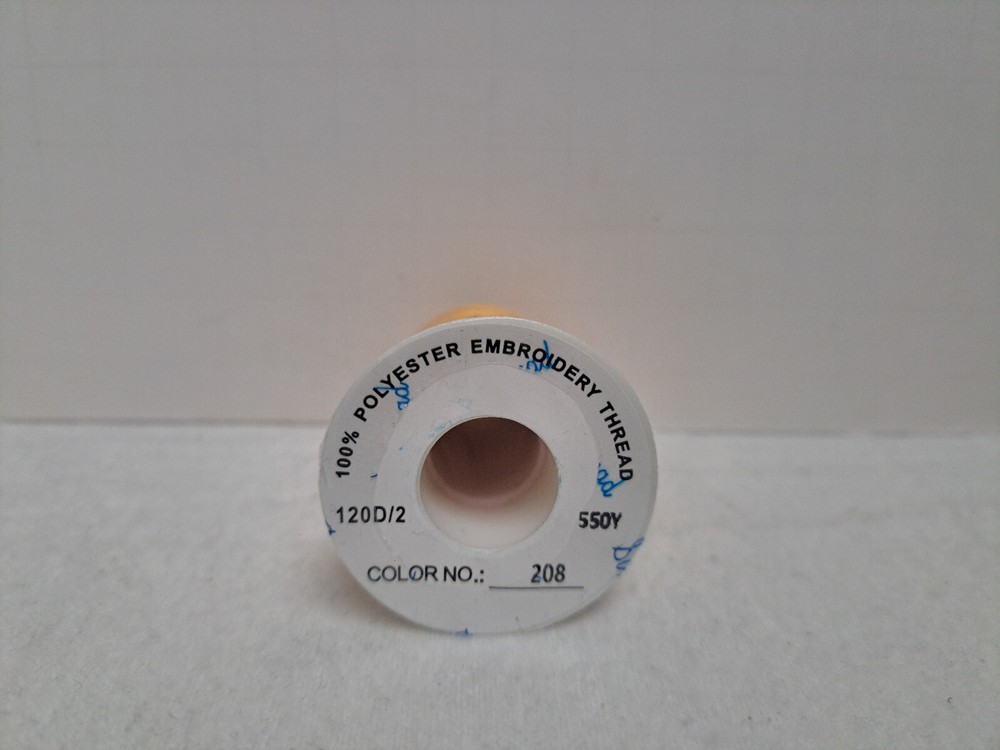 100% POLYESTER EMBROIDERY THREAD
120D/2
550Y
COLOR NO.: 208